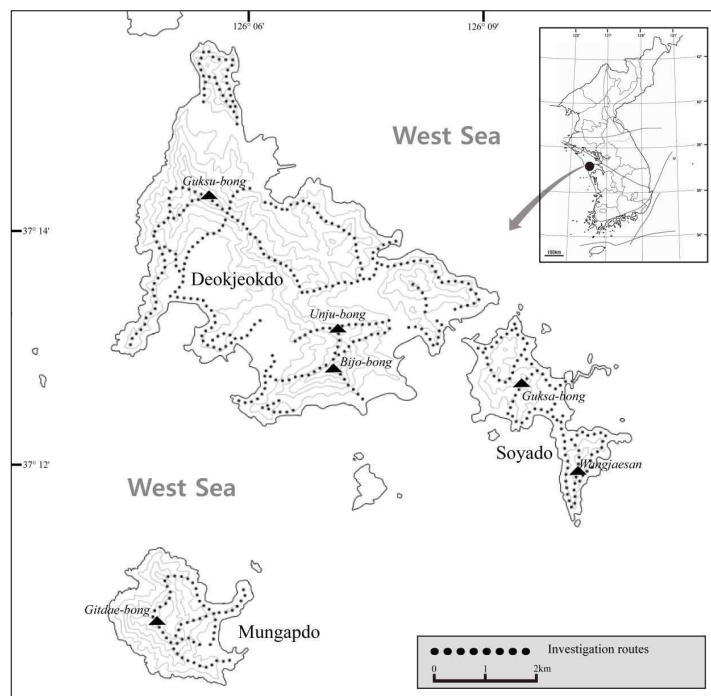 126° 06'
126° 09'
West Sea
Guksu-bong
37° 14'
Deokjeokdo
Unju-bong
Bijo-bong
Guksa-bong
Soyado
37° 12'
Wangjaesan
West Sea
Gitdae-bong
Mungapdo
Investigation routes
0 1 2km
100km